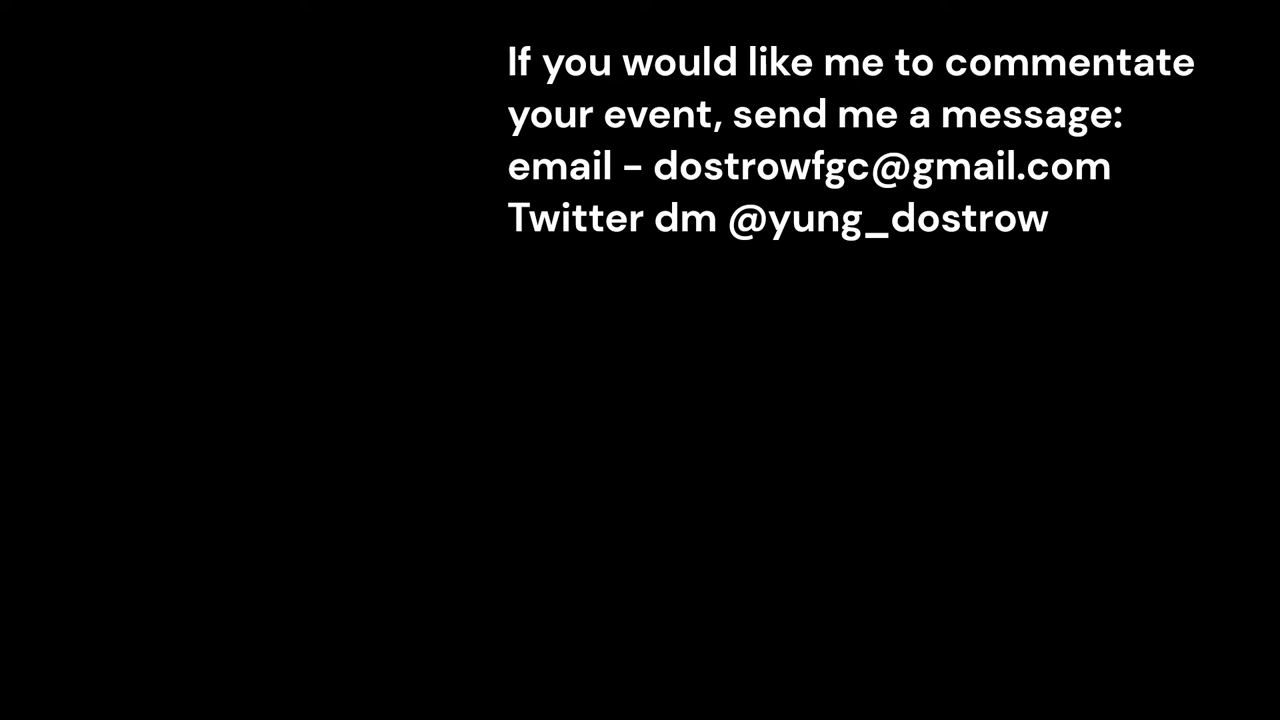 If you would like me to commentate
your event, send me a message:
email - dostrowfgc@gmail.com
Twitter dm @yung_dostrow